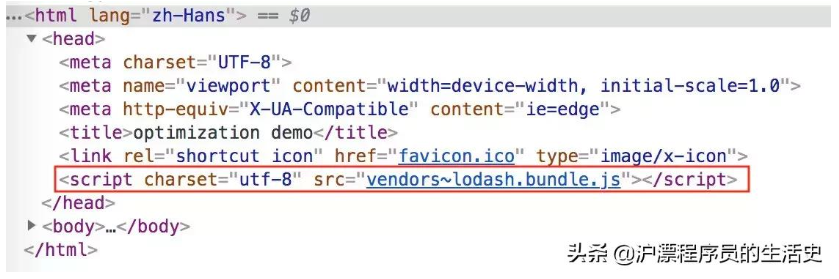 …<html lang="zh-Hans"> == $0
▼<head>
<meta charset="UTF-8">
<meta name="viewport" content="width=device-width, initial-scale=1.0">
<meta http-equiv="X-UA-Compatible" content="ie=edge">
<title>optimization demo</title>
<link rel="shortcut icon" href="favicon.ico" type="image/x-icon">
<script charset="utf-8" src="vendors~lodash.bundle.js"></script>
</head>
▶<body>…</body>
</html>
头条 @沪漂程序员的生活史